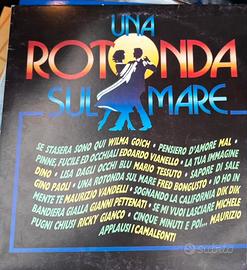 UNA
ROTONDA
SUL MARE
SE STASERA SONO QUI WILMA GOICH • PENSIERO D'AMORE MAL •
PINNE, FUCILE ED OCCHIALI EDOARDO VIANELLO • LA TUA IMMAGINE
DINO • LISA DAGLI OCCHI BLU MARIO TESSUTO • SAPORE DI SALE
GINO PAOLI • UNA ROTONDA SUL MARE FRED BONGUSTO • IO HO IN
MENTE TE MAURIZIO VANDELLI • SOGNANDO LA CALIFORNIA DIK DIK
BANDIERA GIALLA GIANNI PETTENATI • SE MI VUOI LASCIARE MICHELE
PUGNI CHIUSI RICKY GIANCO • CINQUE MINUTI E POI... MAURIZIO
APPLAUSI I CAMALEONTI
subito